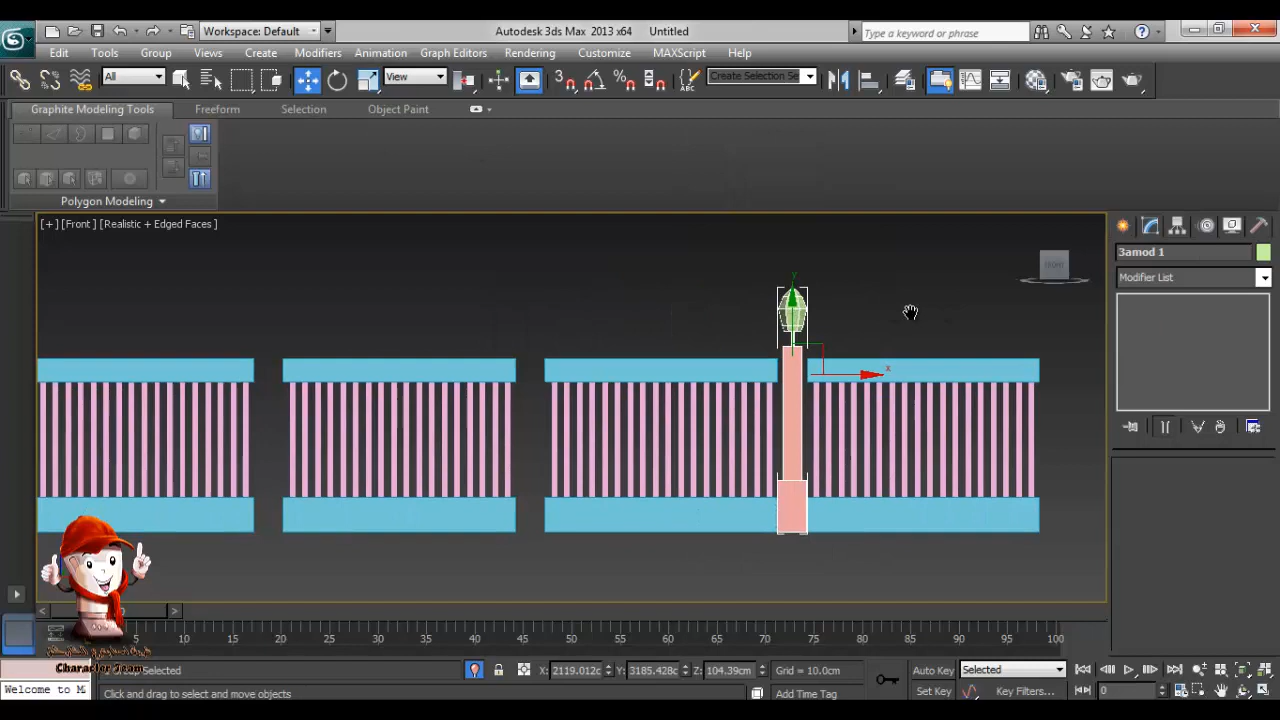 Workspace: Default
Autodesk 3ds Max 2013 x64
Untitled
Type a keyword or phrase
Edit Tools Group Views Create Modifiers Animation Graph Editors Rendering Customize MAXScript Help
All
View
Create Selection Se
Graphite Modeling Tools Freeform Selection Object Paint
Polygon Modeling
[+] [Front ] [Realistic + Edged Faces ]
FRONT
3amod 1
Modifier List
y
x
5 10 15 20 25 30 35 40 45 50 55 60 65 70 75 80 85 90 95 100
Character Team
Selected
X: 2119.012c Y: 3185.428c Z: 104.39cm
Grid = 10.0cm
Auto Key
Selected
Welcome to M
Click and drag to select and move objects
Add Time Tag
Set Key
Key Filters...
0